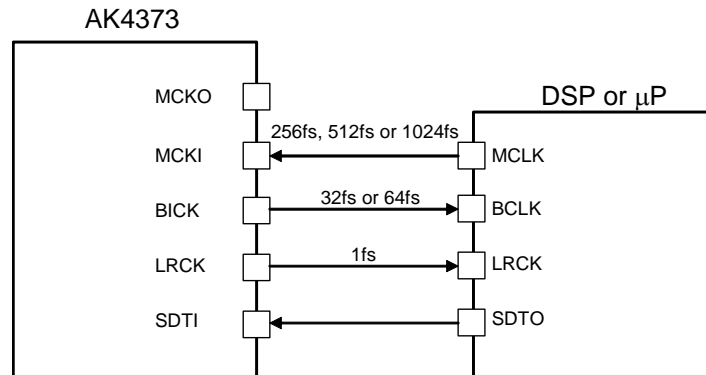 AK4373
DSP or μP
MCKO
256fs, 512fs or 1024fs
MCKI
MCLK
32fs or 64fs
BICK
BCLK
1fs
LRCK
LRCK
SDTI
SDTO